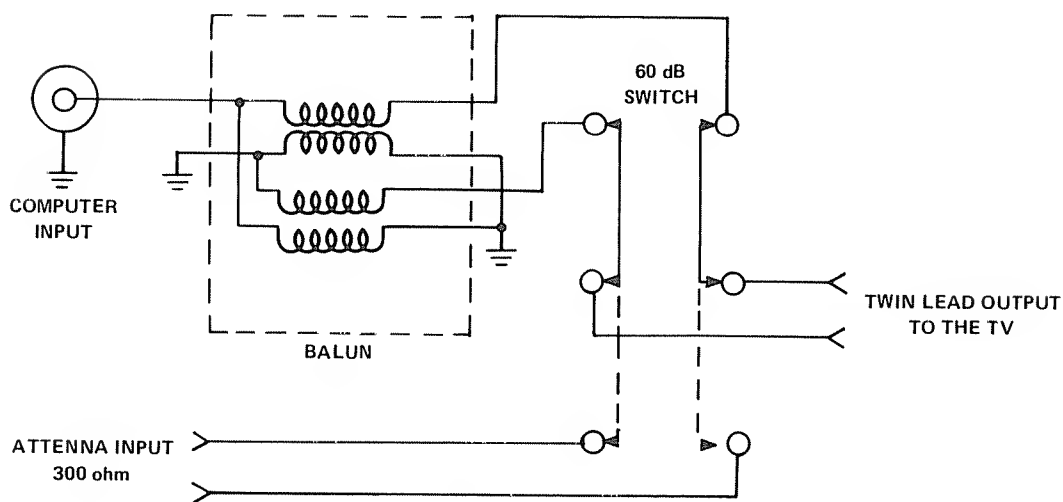 60 dB
SWITCH
COMPUTER
INPUT
TWIN LEAD OUTPUT
TO THE TV
BALUN
ATTENNA INPUT
300 ohm